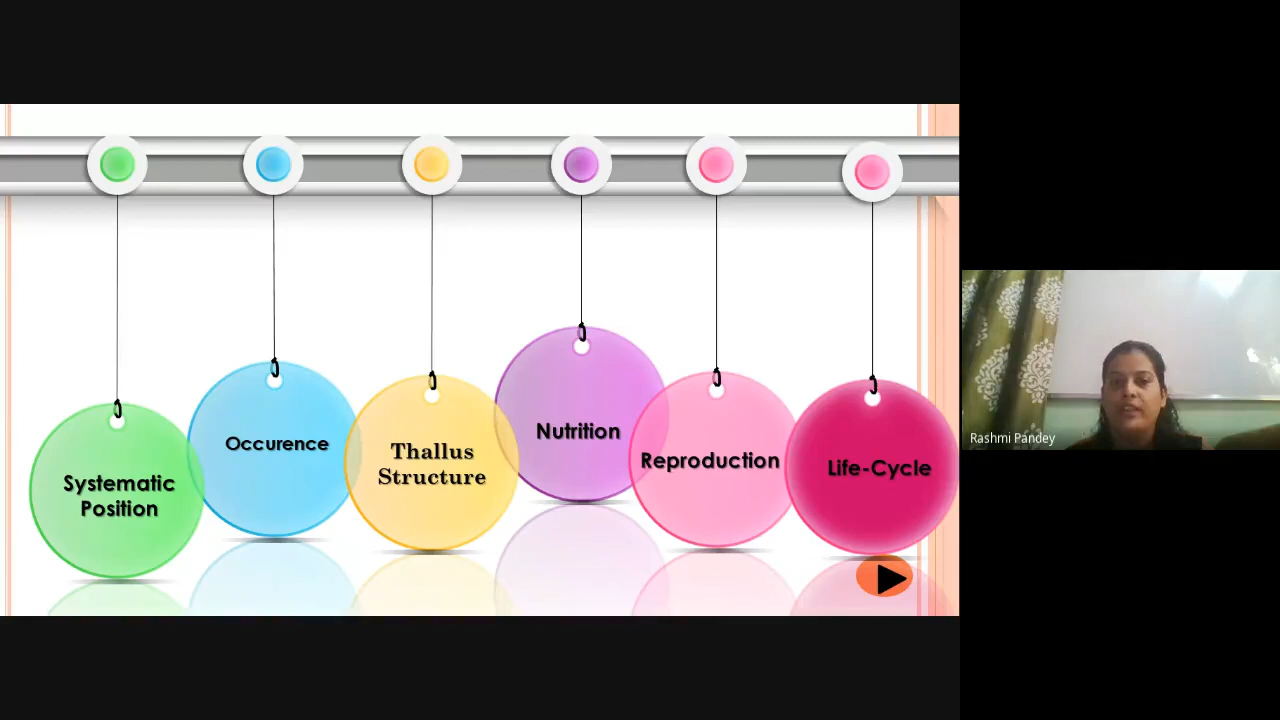 Systematic
Position
Occurence
Thallus
Structure
Nutrition
Reproduction
Life-Cycle
Rashmi Pandey